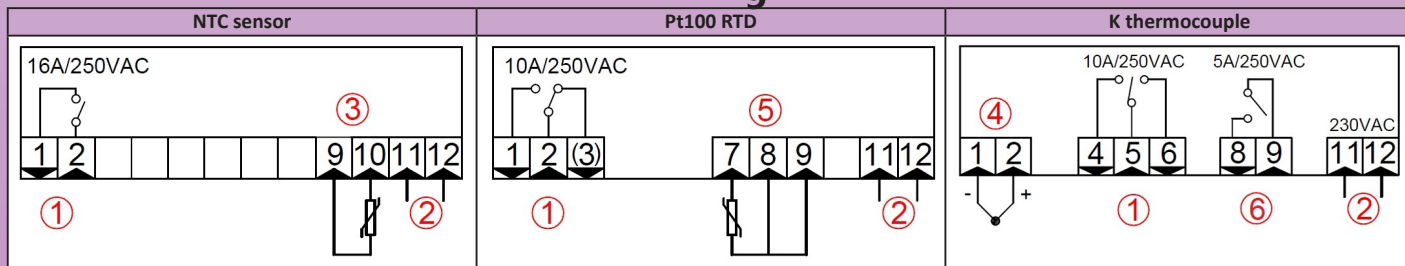 NTC sensor
16A/250VAC
③
1 2 9 10 11 12
① ②
Pt100 RTD
10A/250VAC
⑤
1 2 (3) 7 8 9 11 12
① ②
K thermocouple
10A/250VAC 5A/250VAC
④ 230VAC
1 2 4 5 6 8 9 11 12
- +
① ⑥ ②